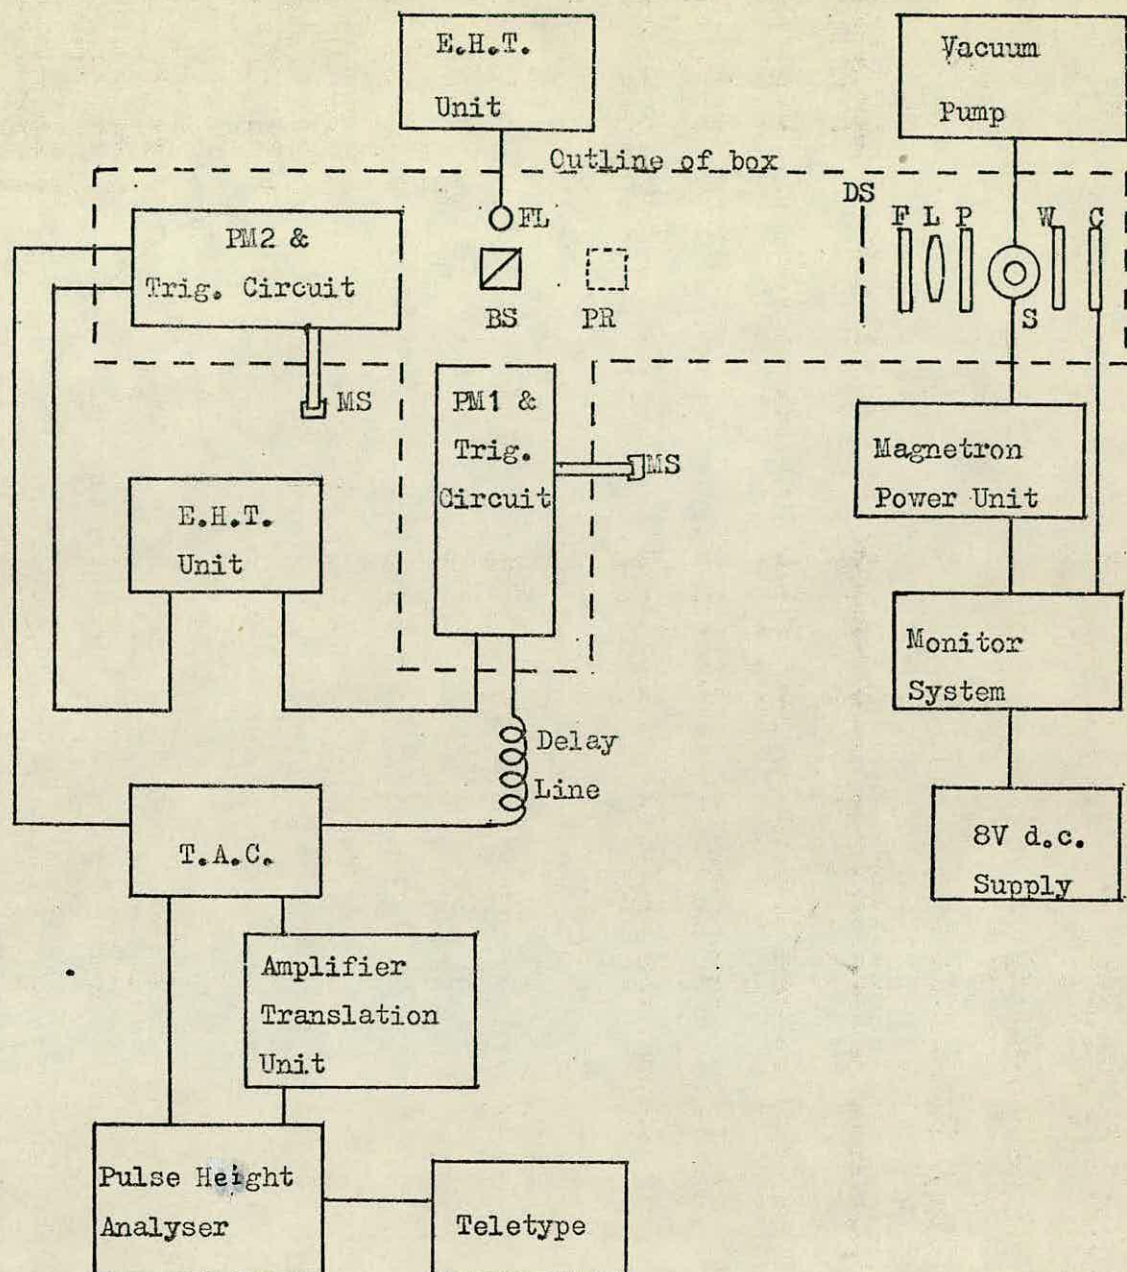 E.H.T.
Unit
Vacuum
Pump
Outline of box
DS
F L P
W
C
FL
PM2 &
Trig. Circuit
BS
PR
S
MS
PM1 &
Trig.
Circuit
MS
Magnetron
Power Unit
E.H.T.
Unit
Monitor
System
Delay
Line
T.A.C.
8V d.c.
Supply
Amplifier
Translation
Unit
Pulse Height
Analyser
Teletype